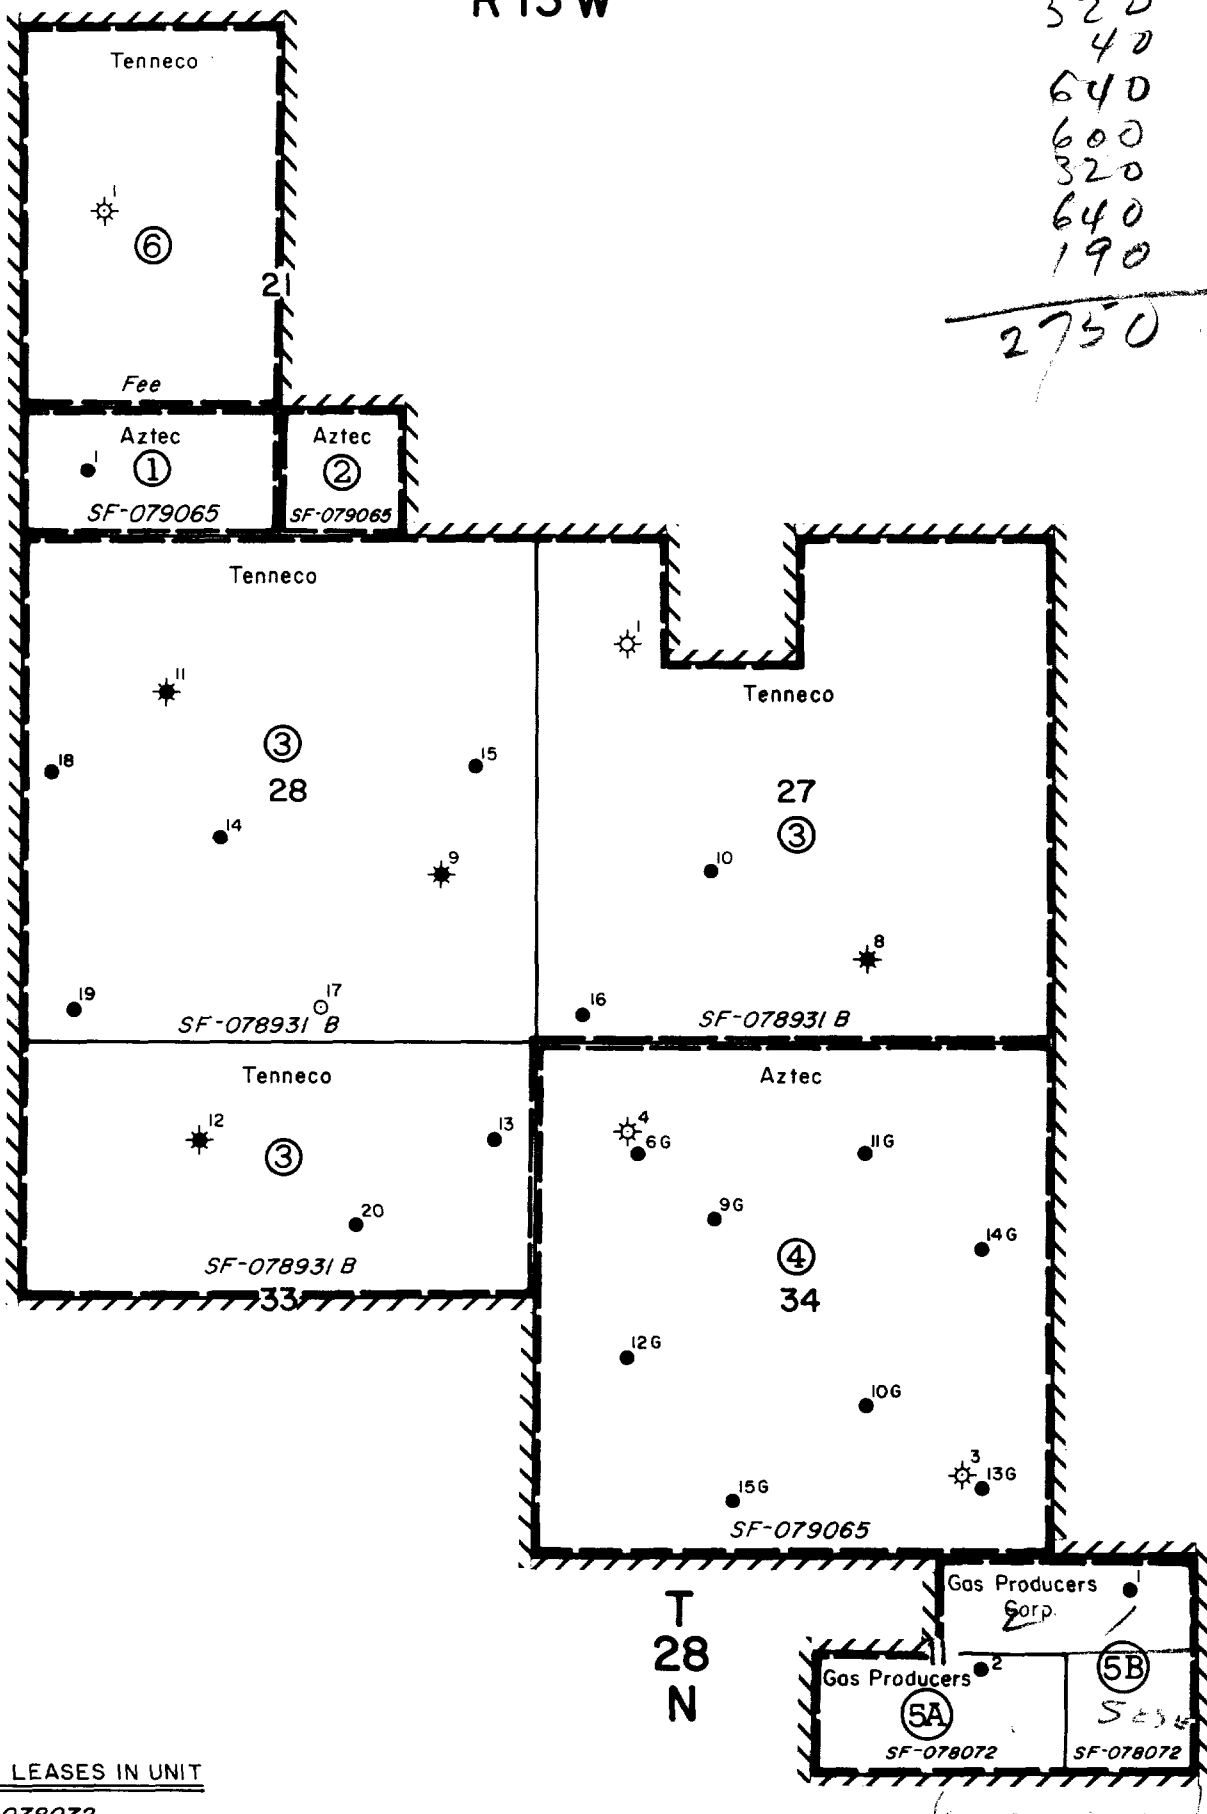 R 13 W
320
40
640
600
320
640
190
2750
Tenneco
1
6
21
Fee
Aztec
1
1
SF-079065
Aztec
2
SF-079065
Tenneco
11
3
28
18
15
14
9
19
17
SF-078931 B
1
Tenneco
27
3
10
8
16
SF-078931 B
Tenneco
12
13
3
20
SF-078931 B
33
Aztec
4
6G
11G
9G
14G
4
34
12G
10G
3
13G
15G
SF-079065
T
28
N
Gas Producers
Corp.
1
2
Gas Producers
5A
SF-078072
5B
SF-078072
LEASES IN UNIT